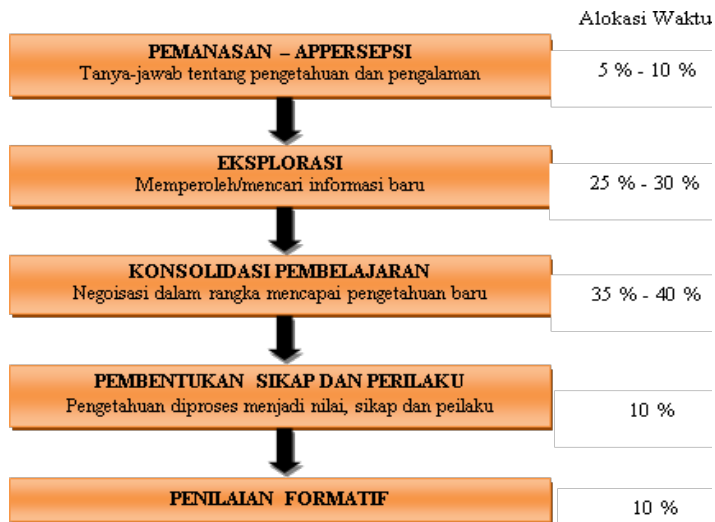 Alokasi Waktu
PEMANASAN – APPERSEPSI
Tanya-jawab tentang pengetahuan dan pengalaman
5 % - 10 %
EKSPLORASI
Memperoleh/mencari informasi baru
25 % - 30 %
KONSOLIDASI PEMBELAJARAN
Negoisasi dalam rangka mencapai pengetahuan baru
35 % - 40 %
PEMBENTUKAN SIKAP DAN PERILAKU
Pengetahuan diproses menjadi nilai, sikap dan peilaku
10 %
PENILAIAN FORMATIF
10 %